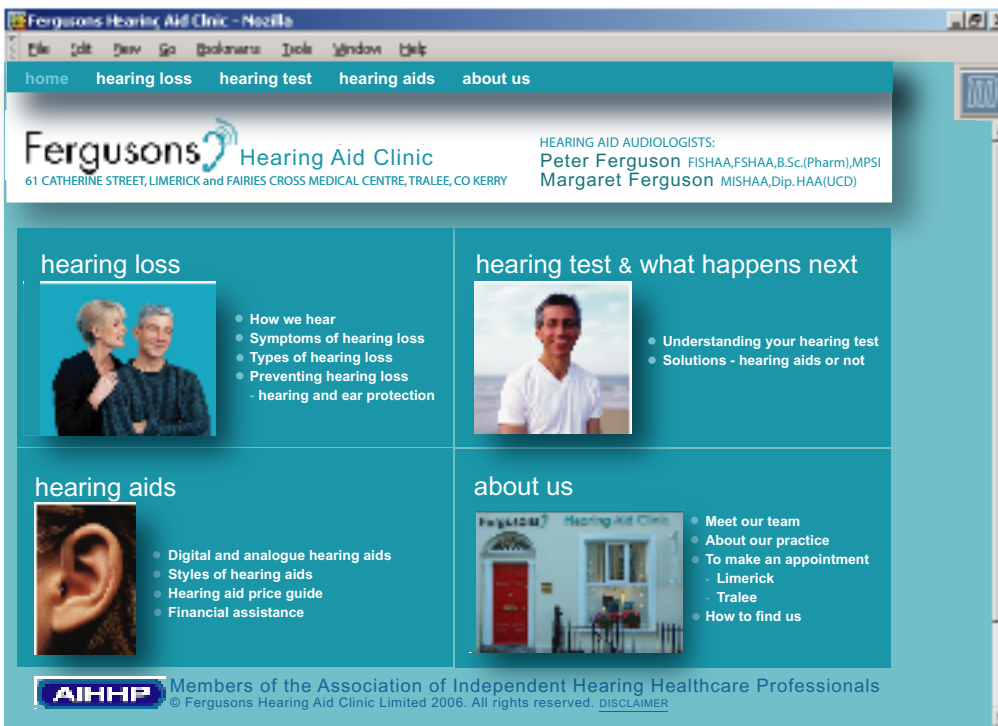 Fergusons Hearing Aid Clinic - Mozilla
File Edit View Go Bookmarks Tools Window Help
home hearing loss hearing test hearing aids about us
Fergusons Hearing Aid Clinic
61 CATHERINE STREET, LIMERICK and FAIRIES CROSS MEDICAL CENTRE, TRALEE, CO KERRY
HEARING AID AUDIOLOGISTS:
Peter Ferguson FISHAA,FSHAA,B.Sc.(Pharm),MPSI
Margaret Ferguson MISHAA,Dip. HAA(UCD)
hearing loss
How we hear
Symptoms of hearing loss
Types of hearing loss
Preventing hearing loss
- hearing and ear protection
hearing test & what happens next
Understanding your hearing test
Solutions - hearing aids or not
hearing aids
Digital and analogue hearing aids
Styles of hearing aids
Hearing aid price guide
Financial assistance
about us
Fergusons Hearing Aid Clinic
Meet our team
About our practice
To make an appointment
- Limerick
- Tralee
How to find us
AIHHP Members of the Association of Independent Hearing Healthcare Professionals
© Fergusons Hearing Aid Clinic Limited 2006. All rights reserved. DISCLAIMER